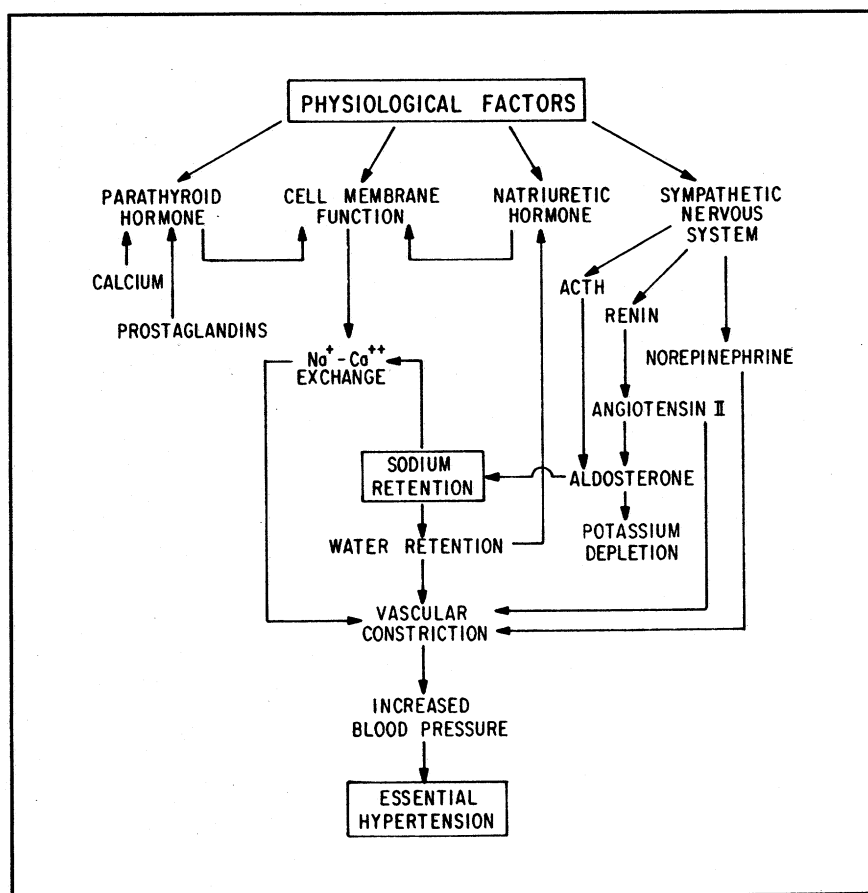 PHYSIOLOGICAL FACTORS
PARATHYROID
HORMONE
CELL MEMBRANE
FUNCTION
NATRIURETIC
HORMONE
SYMPATHETIC
NERVOUS
SYSTEM
CALCIUM
PROSTAGLANDINS
ACTH
RENIN
NOREPINEPHRINE
Na+-Ca++
EXCHANGE
ANGIOTENSIN II
SODIUM
RETENTION
ALDOSTERONE
WATER RETENTION
POTASSIUM
DEPLETION
VASCULAR
CONSTRICTION
INCREASED
BLOOD PRESSURE
ESSENTIAL
HYPERTENSION